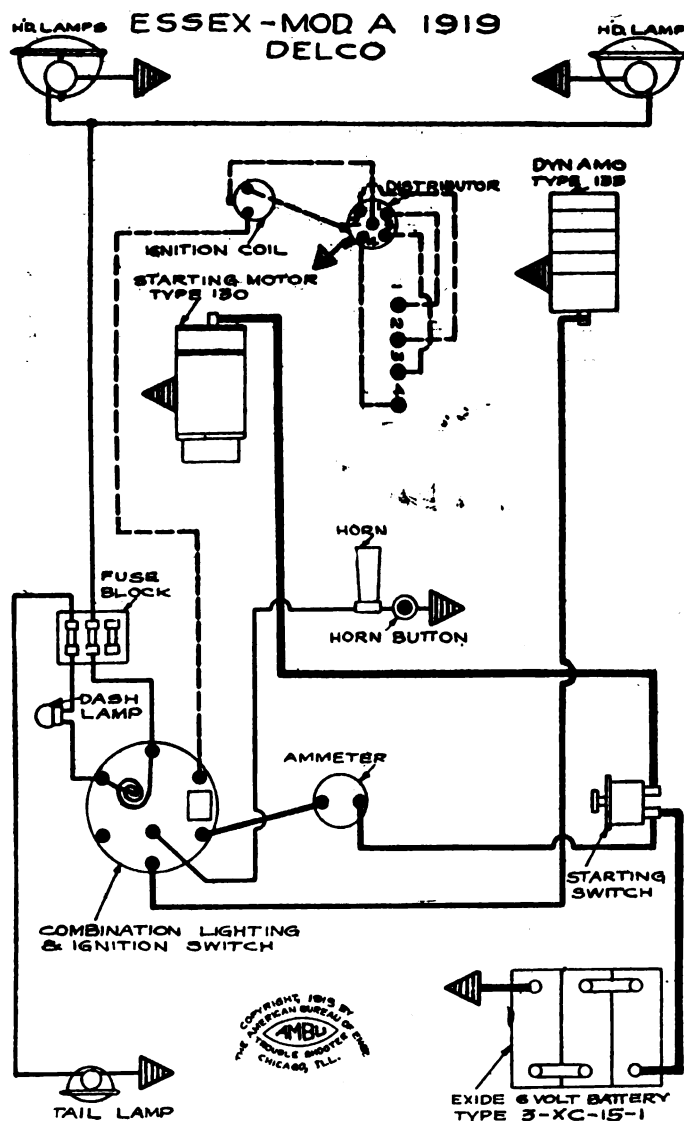 ESSEX-MOD. A 1919
DELCO
HD. LAMPS
HD. LAMP
DISTRIBUTOR
DYNAMO
TYPE 135
IGNITION COIL
STARTING MOTOR
TYPE 130
1
2
3
4
HORN
HORN BUTTON
FUSE
BLOCK
DASH
LAMP
AMMETER
STARTING
SWITCH
COMBINATION LIGHTING
& IGNITION SWITCH
COPYRIGHT, 1919 BY
THE AMERICAN BUREAU OF ENGR.
AMBU
TROUBLE SHOOTER
CHICAGO, ILL.
TAIL LAMP
EXIDE 6 VOLT BATTERY
TYPE 3-XC-15-1